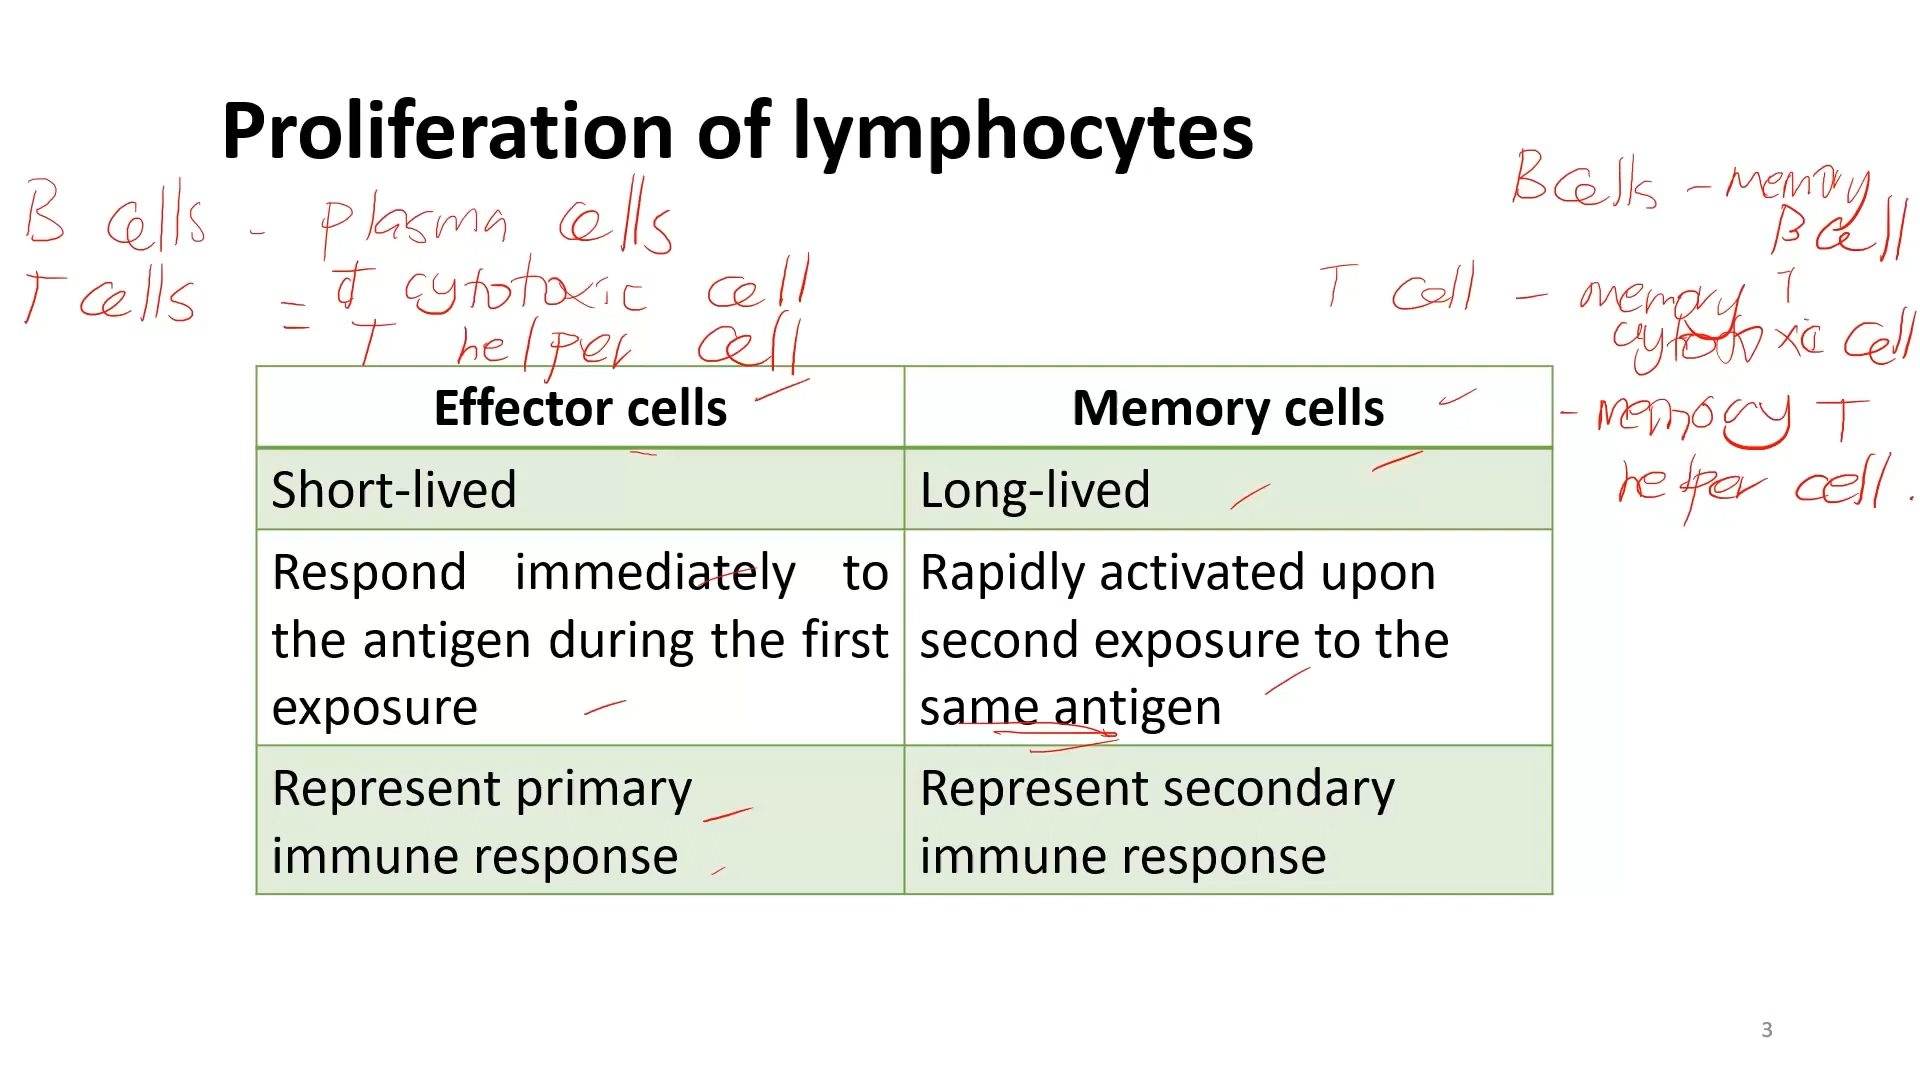 Proliferation of lymphocytes
B cells - plasma cells
T cells = T cytotoxic cell
T helper cell
B cells - memory
B cell
T cell - memory T
cytotoxic cell
- memory T
helper cell.
Effector cells
Memory cells
Short-lived
Long-lived
Respond immediately to
the antigen during the first
exposure
Rapidly activated upon
second exposure to the
same antigen
Represent primary
immune response
Represent secondary
immune response
3